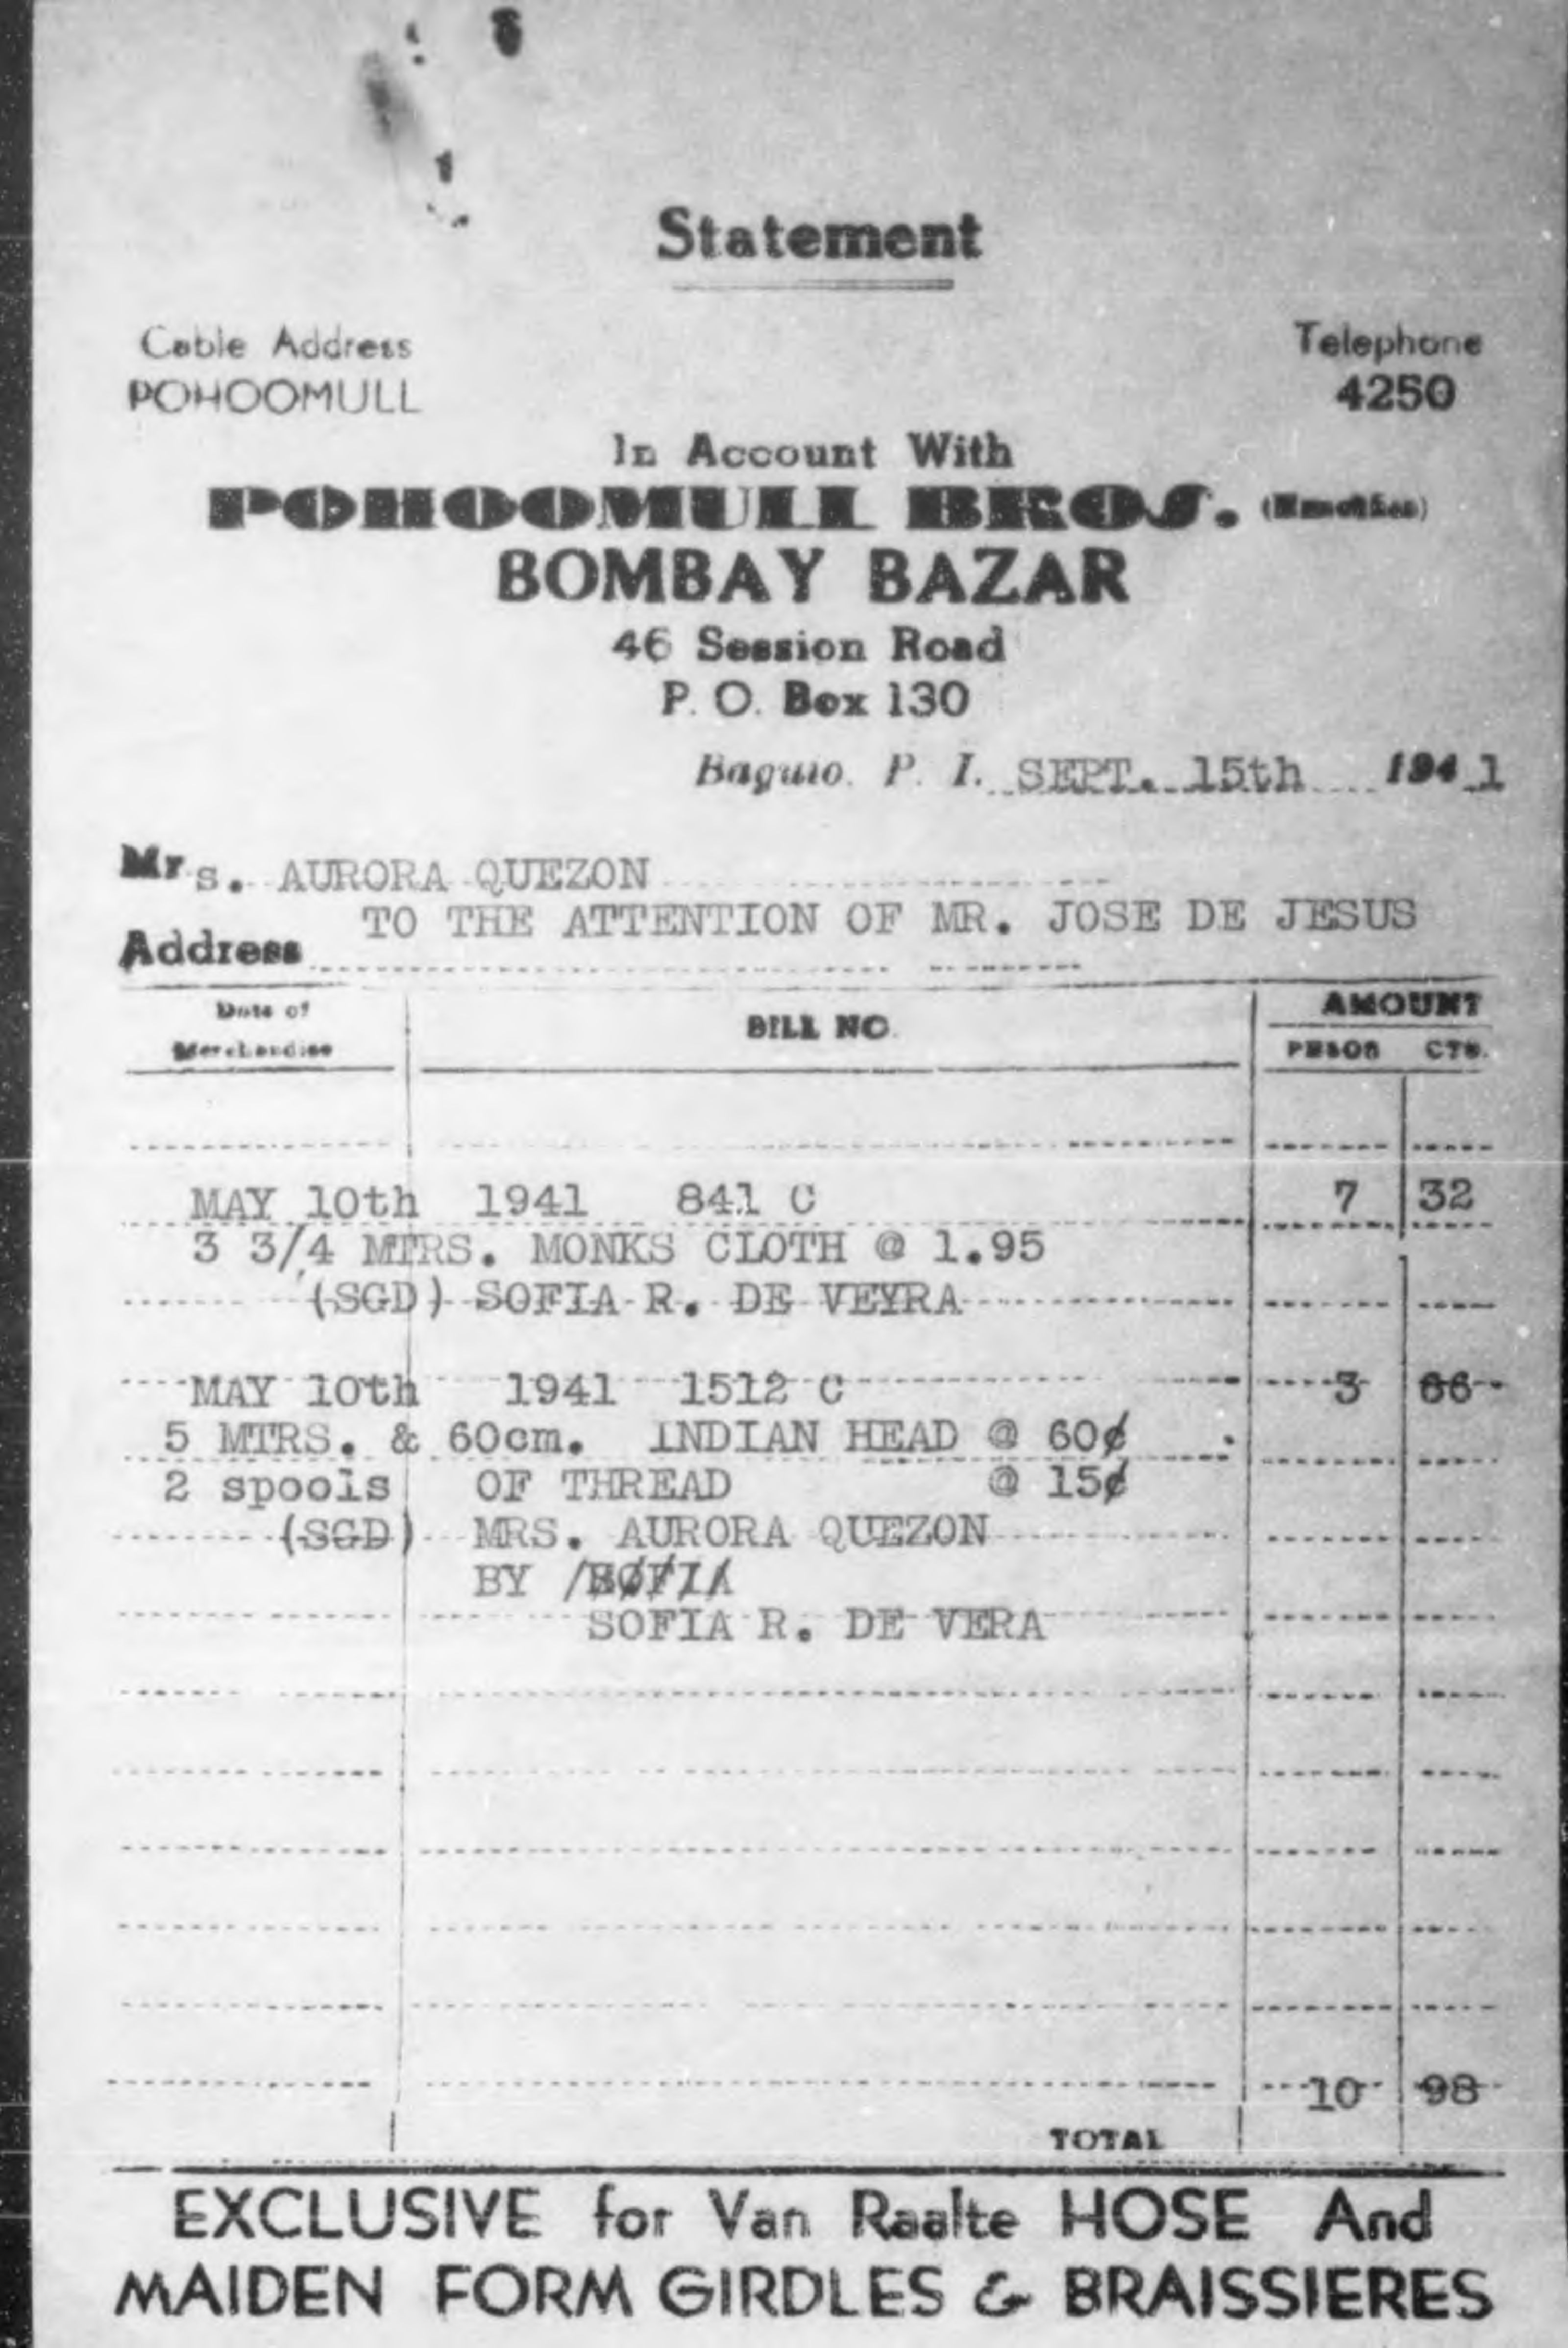 Statement
Cable Address
Telephone
POHOOMULL
4250
In Account With
POHOOMULL BROS.
BOMBAY BAZAR
46 Session Road
P. O. Box 130
Baguio. P. I. SEPT. 15th 1941
Mrs. AURORA QUEZON
TO THE ATTENTION OF MR. JOSE DE JESUS
Address
Date of Merchandise
BILL NO.
AMOUNT
PESOS CTS.
MAY 10th 1941 841 C 7 32
3 3/4 MTRS. MONKS CLOTH @ 1.95
(SGD) SOFIA R. DE VEYRA
MAY 10th 1941 1512 C 3 66
5 MTRS. & 60cm. INDIAN HEAD @ 60¢
2 spools OF THREAD @ 15¢
(SGD) MRS. AURORA QUEZON
BY
SOFIA R. DE VERA
10 98
TOTAL
EXCLUSIVE for Van Raalte HOSE And
MAIDEN FORM GIRDLES & BRAISSIERES